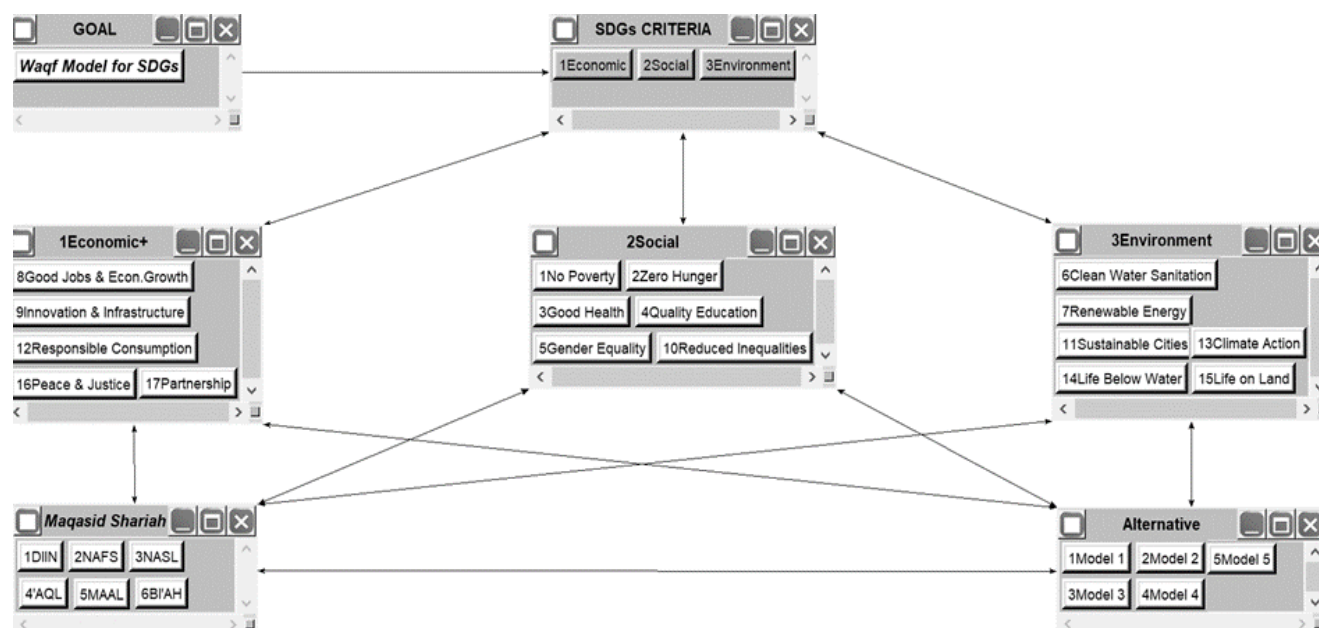 GOAL
Waqf Model for SDGs
SDGs CRITERIA
1Economic 2Social 3Environment
1Economic+
8Good Jobs & Econ.Growth
9Innovation & Infrastructure
12Responsible Consumption
16Peace & Justice 17Partnership
2Social
1No Poverty 2Zero Hunger
3Good Health 4Quality Education
5Gender Equality 10Reduced Inequalities
3Environment
6Clean Water Sanitation
7Renewable Energy
11Sustainable Cities 13Climate Action
14Life Below Water 15Life on Land
Maqasid Shariah
1DIIN 2NAFS 3NASL
4'AQL 5MAAL 6BI'AH
Alternative
1Model 1 2Model 2 5Model 5
3Model 3 4Model 4